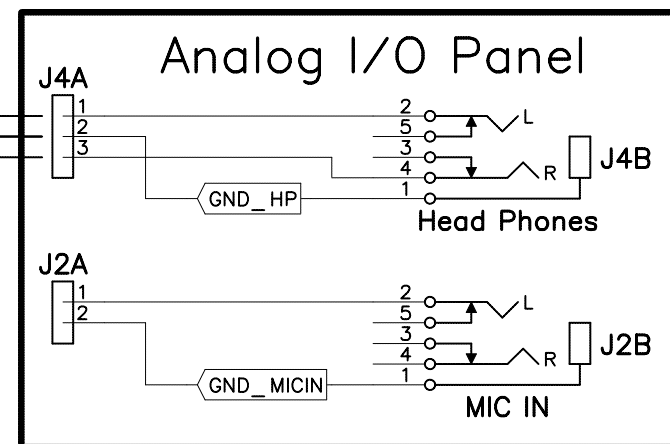 Analog I/O Panel
J4A
1
2
3
2
5
3
4
1
L
R
J4B
GND_HP
Head Phones
J2A
1
2
2
5
3
4
1
L
R
J2B
GND_MICIN
MIC IN